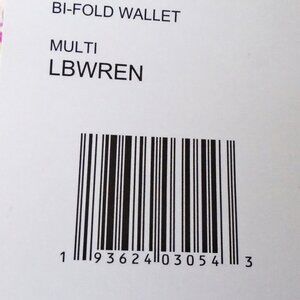 BI-FOLD WALLET
MULTI
LBWREN
1 93624 03054 3